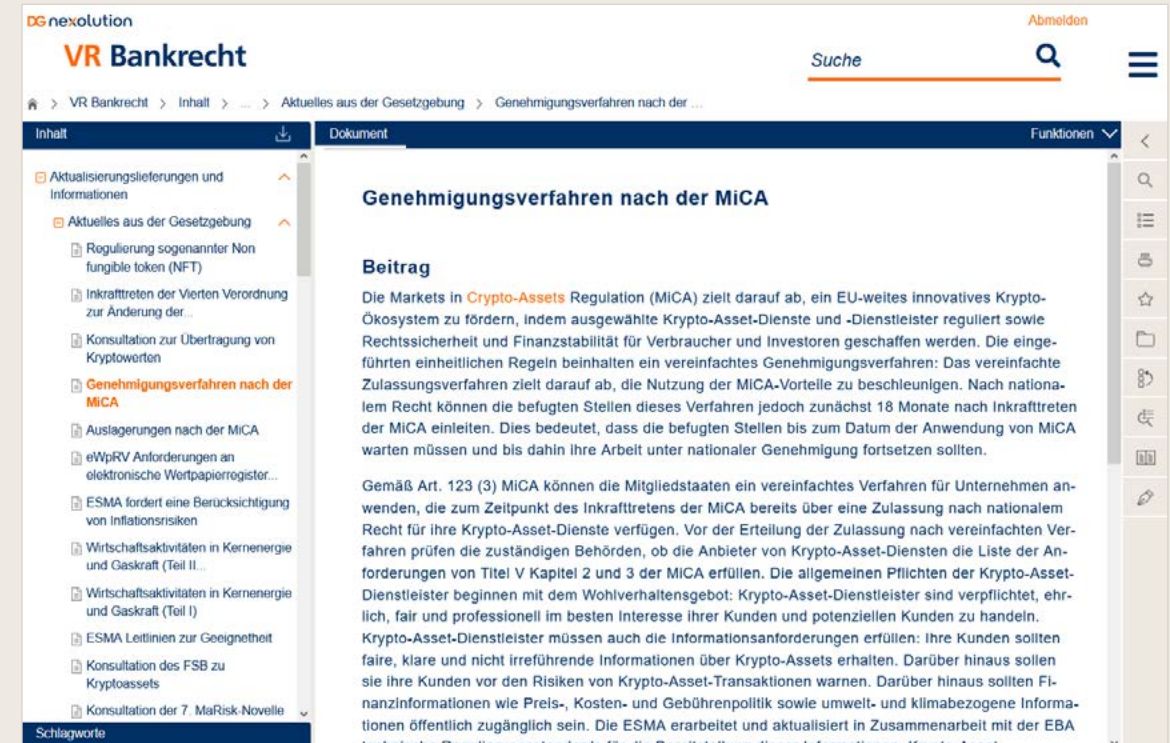 DG nexolution
Abmelden
VR Bankrecht
Suche
VR Bankrecht > Inhalt > ... > Aktuelles aus der Gesetzgebung > Genehmigungsverfahren nach der ...
Inhalt
Dokument
Funktionen
Aktualisierungslieferungen und
Informationen
Aktuelles aus der Gesetzgebung
Regulierung sogenannter Non
fungible token (NFT)
Inkrafttreten der Vierten Verordnung
zur Änderung der...
Konsultation zur Übertragung von
Kryptowerten
Genehmigungsverfahren nach der
MiCA
Auslagerungen nach der MiCA
eWpRV Anforderungen an
elektronische Wertpapierregister...
ESMA fordert eine Berücksichtigung
von Inflationsrisiken
Wirtschaftsaktivitäten in Kernenergie
und Gaskraft (Teil II...
Wirtschaftsaktivitäten in Kernenergie
und Gaskraft (Teil I)
ESMA Leitlinien zur Geeignetheit
Konsultation des FSB zu
Kryptoassets
Konsultation der 7. MaRisk-Novelle
Schlagworte
Genehmigungsverfahren nach der MiCA
Beitrag
Die Markets in Crypto-Assets Regulation (MiCA) zielt darauf ab, ein EU-weites innovatives Krypto-
Ökosystem zu fördern, indem ausgewählte Krypto-Asset-Dienste und -Dienstleister reguliert sowie
Rechtssicherheit und Finanzstabilität für Verbraucher und Investoren geschaffen werden. Die einge-
führten einheitlichen Regeln beinhalten ein vereinfachtes Genehmigungsverfahren: Das vereinfachte
Zulassungsverfahren zielt darauf ab, die Nutzung der MiCA-Vorteile zu beschleunigen. Nach nationa-
lem Recht können die befugten Stellen dieses Verfahren jedoch zunächst 18 Monate nach Inkrafttreten
der MiCA einleiten. Dies bedeutet, dass die befugten Stellen bis zum Datum der Anwendung von MiCA
warten müssen und bis dahin ihre Arbeit unter nationaler Genehmigung fortsetzen sollten.
Gemäß Art. 123 (3) MiCA können die Mitgliedstaaten ein vereinfachtes Verfahren für Unternehmen an-
wenden, die zum Zeitpunkt des Inkrafttretens der MiCA bereits über eine Zulassung nach nationalem
Recht für ihre Krypto-Asset-Dienste verfügen. Vor der Erteilung der Zulassung nach vereinfachten Ver-
fahren prüfen die zuständigen Behörden, ob die Anbieter von Krypto-Asset-Diensten die Liste der An-
forderungen von Titel V Kapitel 2 und 3 der MiCA erfüllen. Die allgemeinen Pflichten der Krypto-Asset-
Dienstleister beginnen mit dem Wohlverhaltensgebot: Krypto-Asset-Dienstleister sind verpflichtet, ehr-
lich, fair und professionell im besten Interesse ihrer Kunden und potenziellen Kunden zu handeln.
Krypto-Asset-Dienstleister müssen auch die Informationsanforderungen erfüllen: Ihre Kunden sollten
faire, klare und nicht irreführende Informationen über Krypto-Assets erhalten. Darüber hinaus sollen
sie ihre Kunden vor den Risiken von Krypto-Asset-Transaktionen warnen. Darüber hinaus sollten Fi-
nanzinformationen wie Preis-, Kosten- und Gebührenpolitik sowie umwelt- und klimabezogene Informa-
tionen öffentlich zugänglich sein. Die ESMA erarbeitet und aktualisiert in Zusammenarbeit mit der EBA